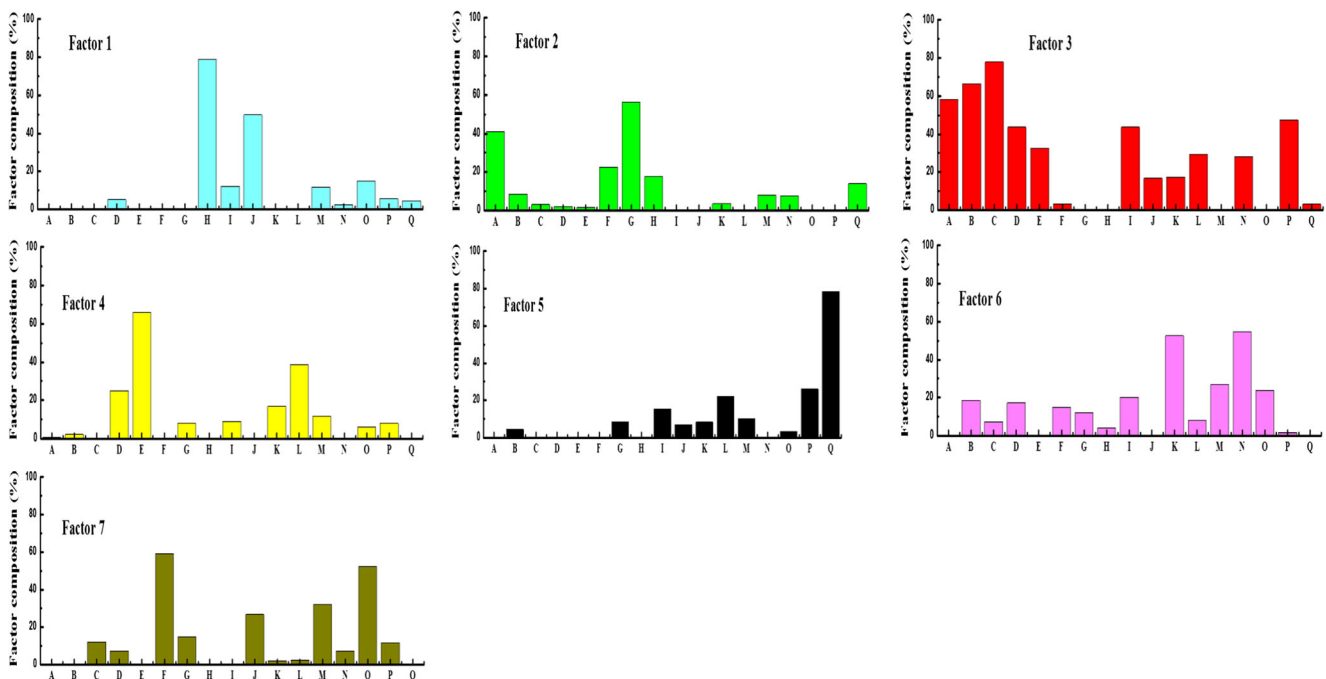 Factor composition (%)
100
80
60
40
20
0
Factor 1
A B C D E F G H I J K L M N O P Q
Factor composition (%)
100
80
60
40
20
0
Factor 2
A B C D E F G H I J K L M N O P Q
Factor composition (%)
100
80
60
40
20
0
Factor 3
A B C D E F G H I J K L M N O P Q
Factor composition (%)
100
80
60
40
20
0
Factor 4
A B C D E F G H I J K L M N O P Q
Factor composition (%)
100
80
60
40
20
0
Factor 5
A B C D E F G H I J K L M N O P Q
Factor composition (%)
100
80
60
40
20
0
Factor 6
A B C D E F G H I J K L M N O P Q
Factor composition (%)
100
80
60
40
20
0
Factor 7
A B C D E F G H I J K L M N O P Q